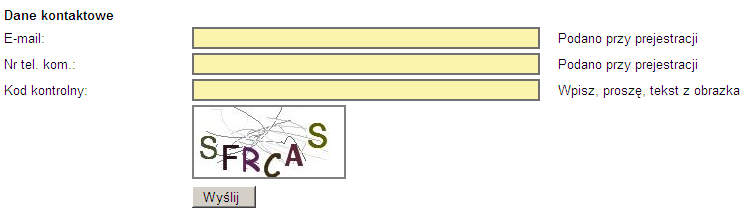 Dane kontaktowe
E-mail: Podano przy prejestracji
Nr tel. kom.: Podano przy prejestracji
Kod kontrolny: Wpisz, proszę, tekst z obrazka
SFRCAS
Wyślij